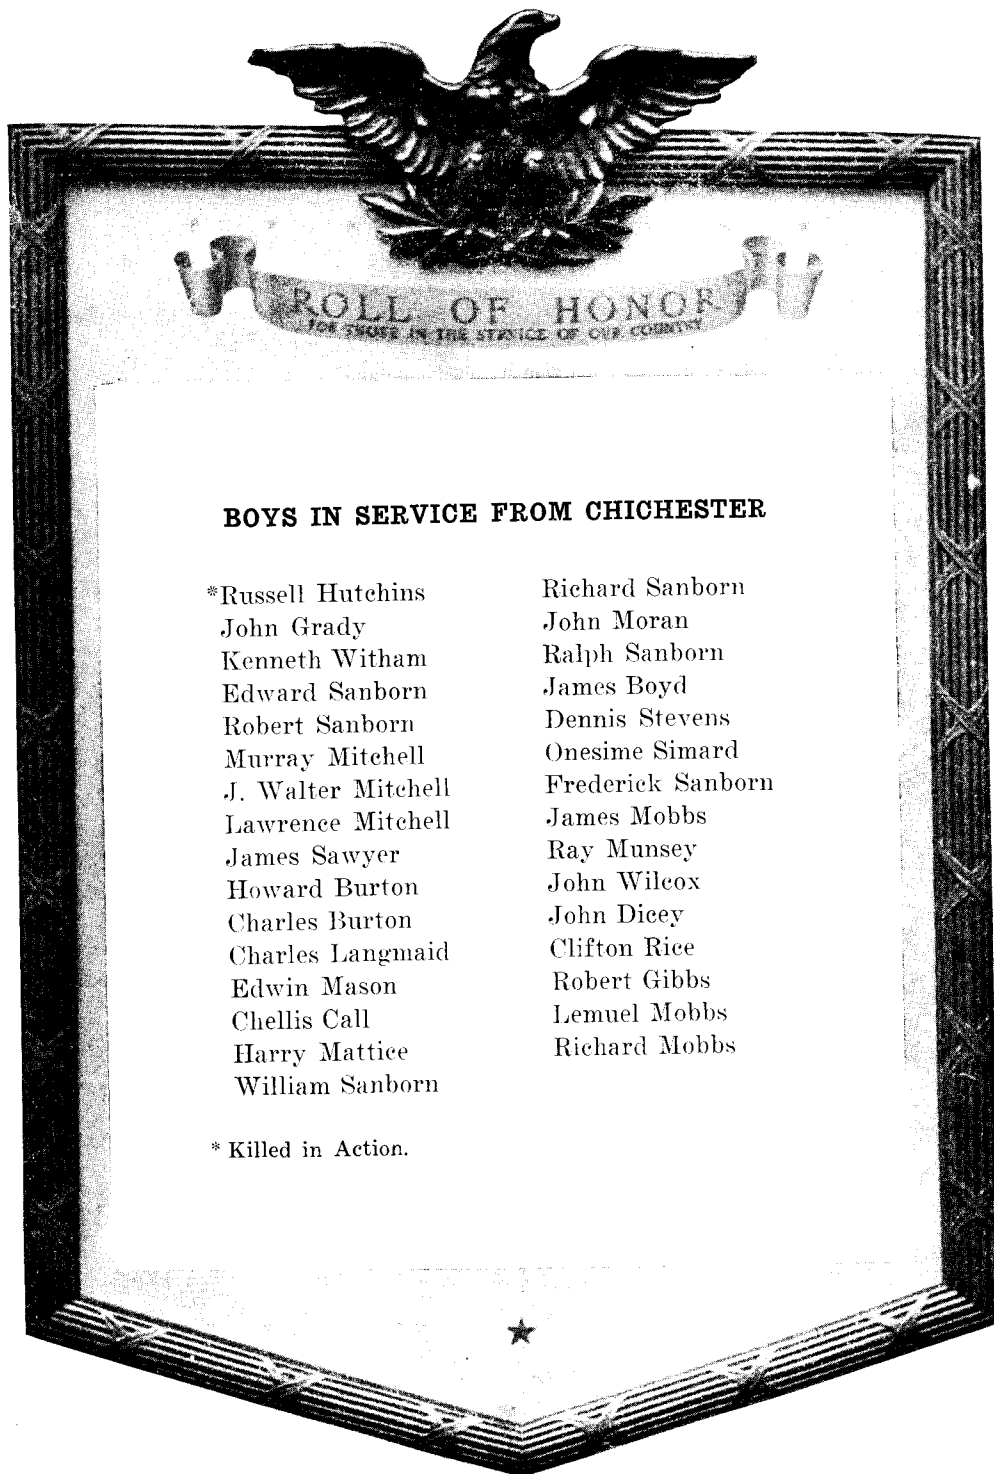 ROLL OF HONOR
FOR THOSE IN THE SERVICE OF OUR COUNTRY
BOYS IN SERVICE FROM CHICHESTER
*Russell Hutchins
John Grady
Kenneth Witham
Edward Sanborn
Robert Sanborn
Murray Mitchell
J. Walter Mitchell
Lawrence Mitchell
James Sawyer
Howard Burton
Charles Burton
Charles Langmaid
Edwin Mason
Chellis Call
Harry Mattice
William Sanborn
Richard Sanborn
John Moran
Ralph Sanborn
James Boyd
Dennis Stevens
Onesime Simard
Frederick Sanborn
James Mobbs
Ray Munsey
John Wilcox
John Dicey
Clifton Rice
Robert Gibbs
Lemuel Mobbs
Richard Mobbs
* Killed in Action.